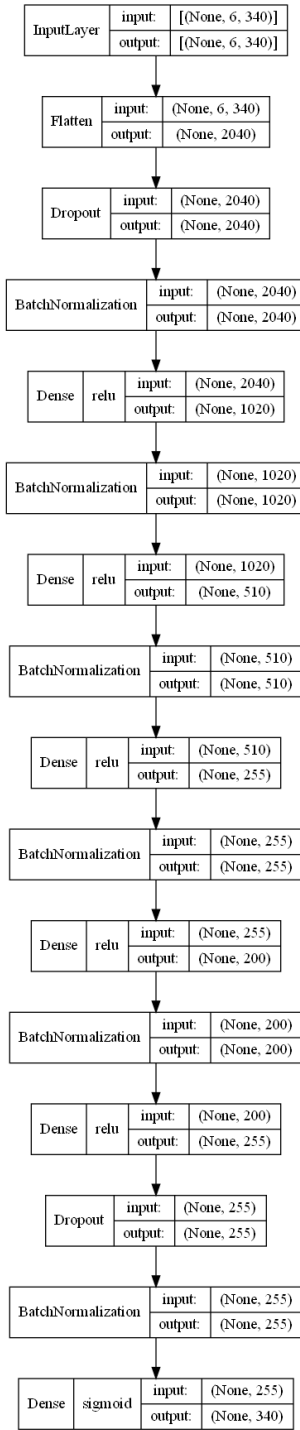 InputLayer input: [(None, 6, 340)]
output: [(None, 6, 340)]
Flatten input: (None, 6, 340)
output: (None, 2040)
Dropout input: (None, 2040)
output: (None, 2040)
BatchNormalization input: (None, 2040)
output: (None, 2040)
Dense relu input: (None, 2040)
output: (None, 1020)
BatchNormalization input: (None, 1020)
output: (None, 1020)
Dense relu input: (None, 1020)
output: (None, 510)
BatchNormalization input: (None, 510)
output: (None, 510)
Dense relu input: (None, 510)
output: (None, 255)
BatchNormalization input: (None, 255)
output: (None, 255)
Dense relu input: (None, 255)
output: (None, 200)
BatchNormalization input: (None, 200)
output: (None, 200)
Dense relu input: (None, 200)
output: (None, 255)
Dropout input: (None, 255)
output: (None, 255)
BatchNormalization input: (None, 255)
output: (None, 255)
Dense sigmoid input: (None, 255)
output: (None, 340)